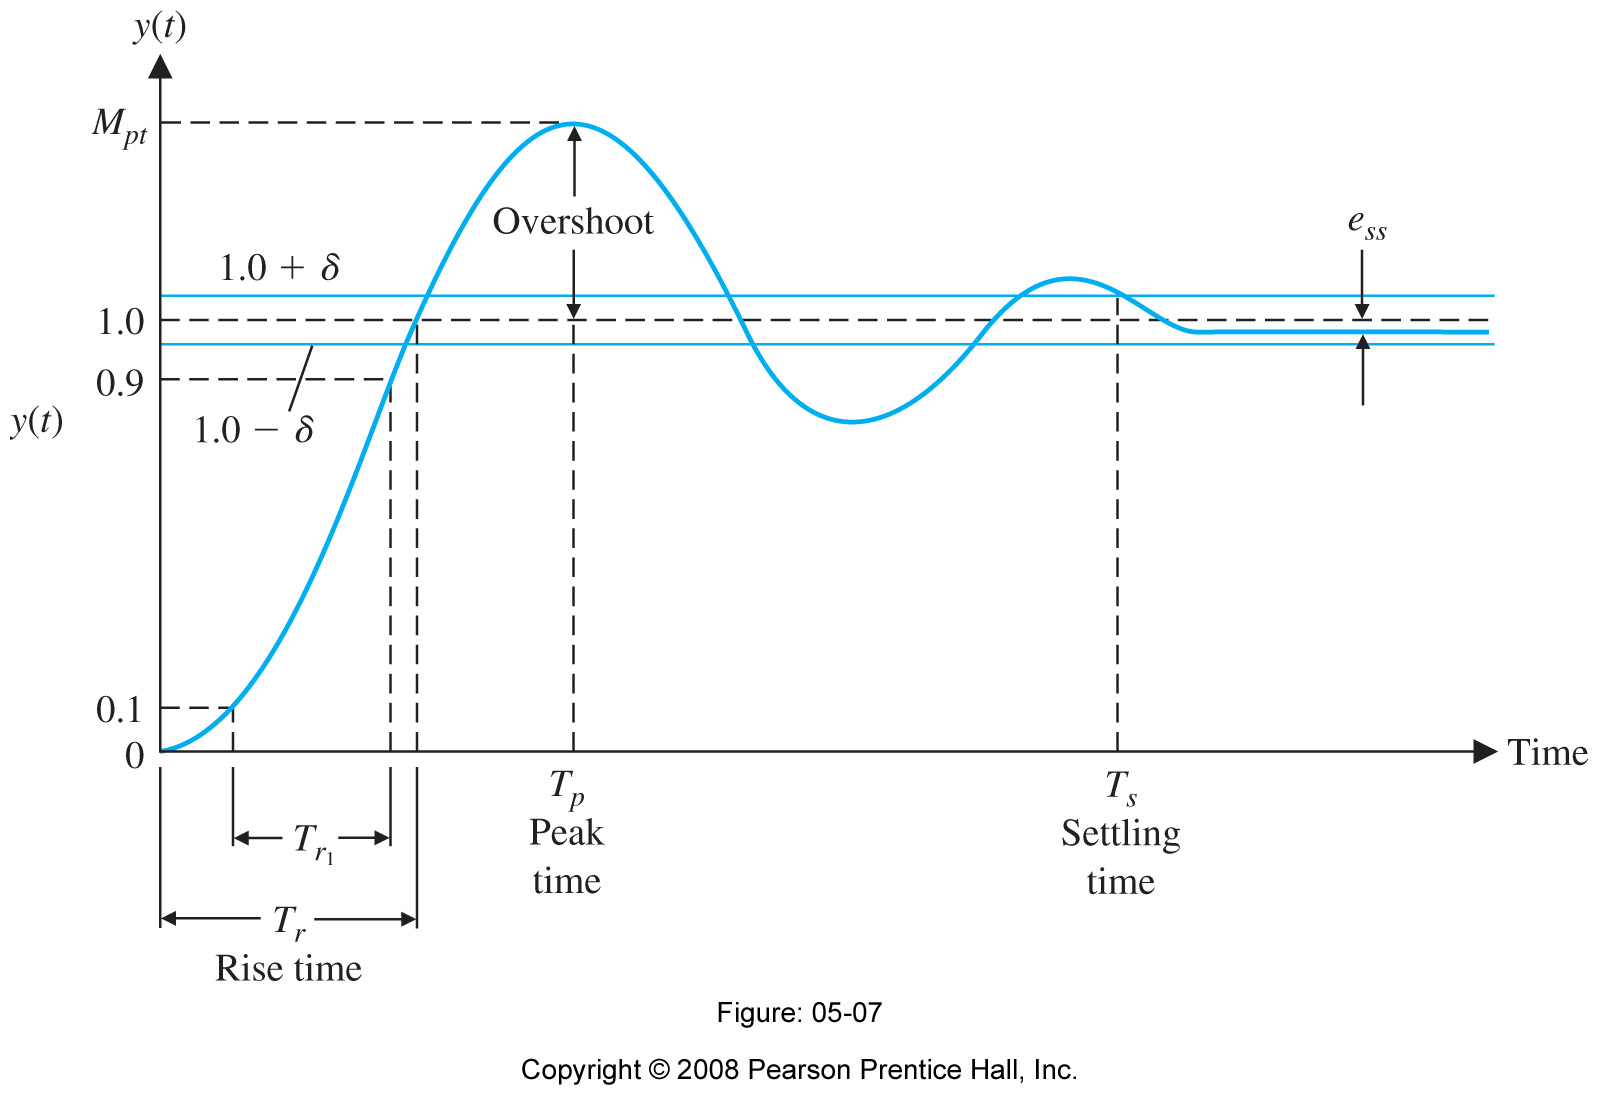 y(t)
M_pt
Overshoot
e_ss
1.0 + δ
1.0
0.9
y(t)
1.0 − δ
0.1
0
Time
T_p
Peak
time
T_s
Settling
time
T_r1
T_r
Rise time
Figure: 05-07
Copyright © 2008 Pearson Prentice Hall, Inc.